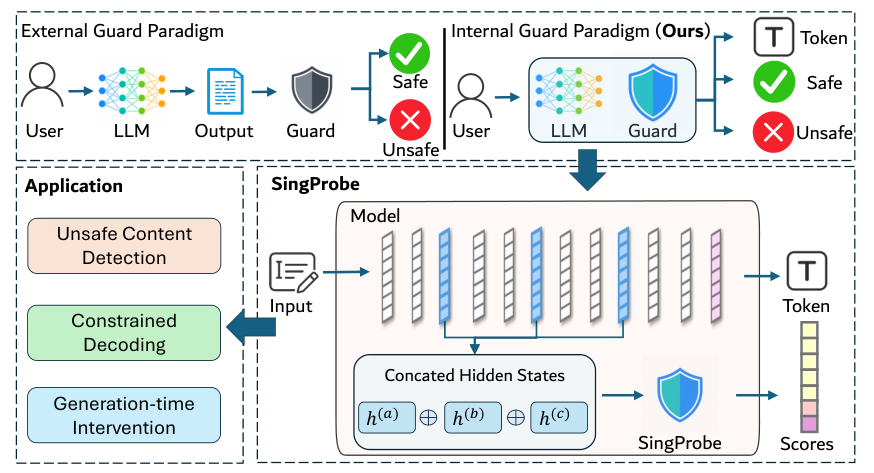 External Guard Paradigm
User
LLM
Output
Guard
Safe
Unsafe
Internal Guard Paradigm (Ours)
User
LLM
Guard
T
Token
Safe
Unsafe
Application
Unsafe Content
Detection
Constrained
Decoding
Generation-time
Intervention
SingProbe
Model
Input
Concated Hidden States
h^(a) ⊕ h^(b) ⊕ h^(c)
SingProbe
T
Token
Scores